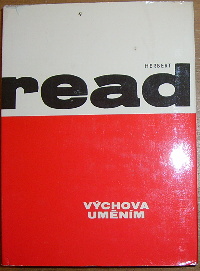 HERBERT
read
VÝCHOVA
UMĚNÍM